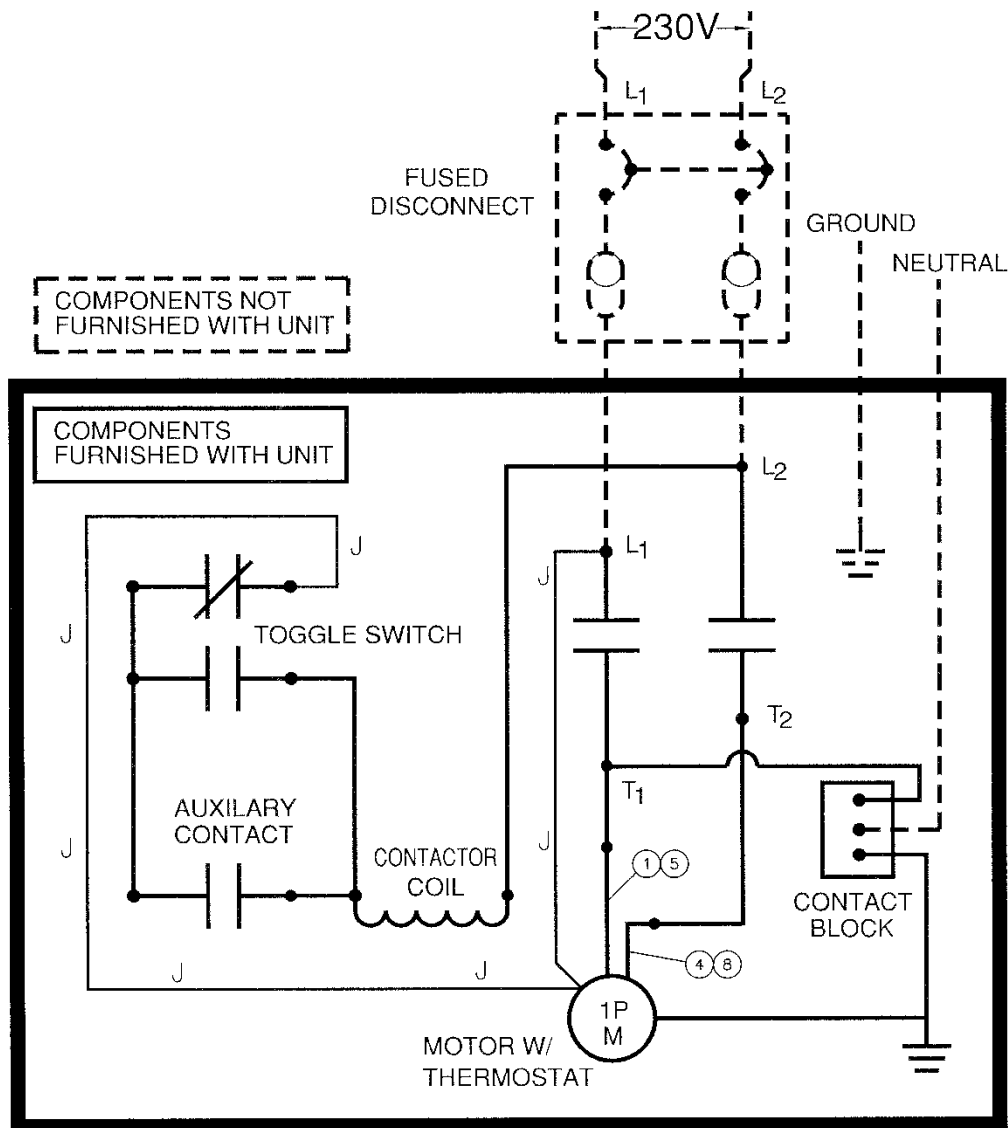 230V
L1 L2
FUSED
DISCONNECT
GROUND
NEUTRAL
COMPONENTS NOT
FURNISHED WITH UNIT
COMPONENTS
FURNISHED WITH UNIT
L2
J
L1
J
J
TOGGLE SWITCH
T2
T1
AUXILARY
CONTACT
J
J
CONTACTOR
COIL
1 5
CONTACT
BLOCK
4 8
J
J
1P
M
MOTOR W/
THERMOSTAT